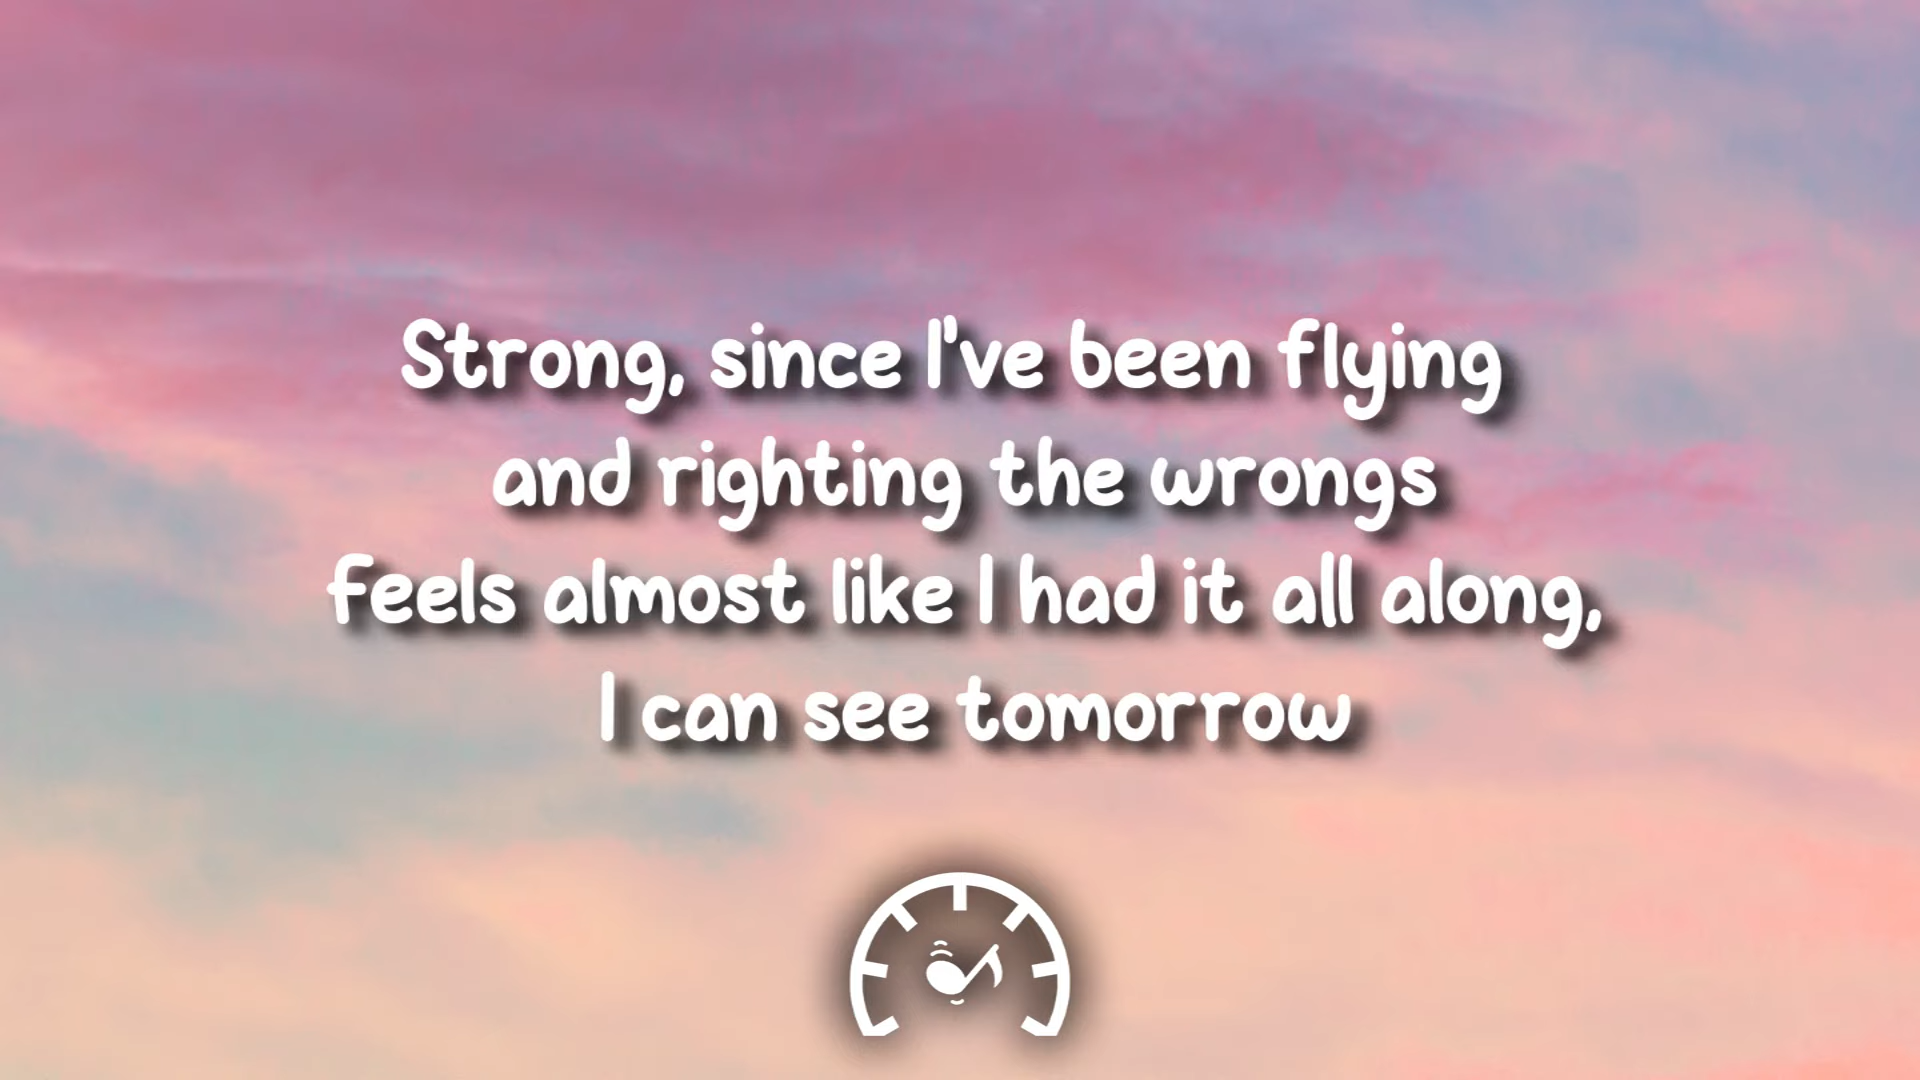 Strong, since I've been flying
and righting the wrongs
feels almost like I had it all along,
I can see tomorrow